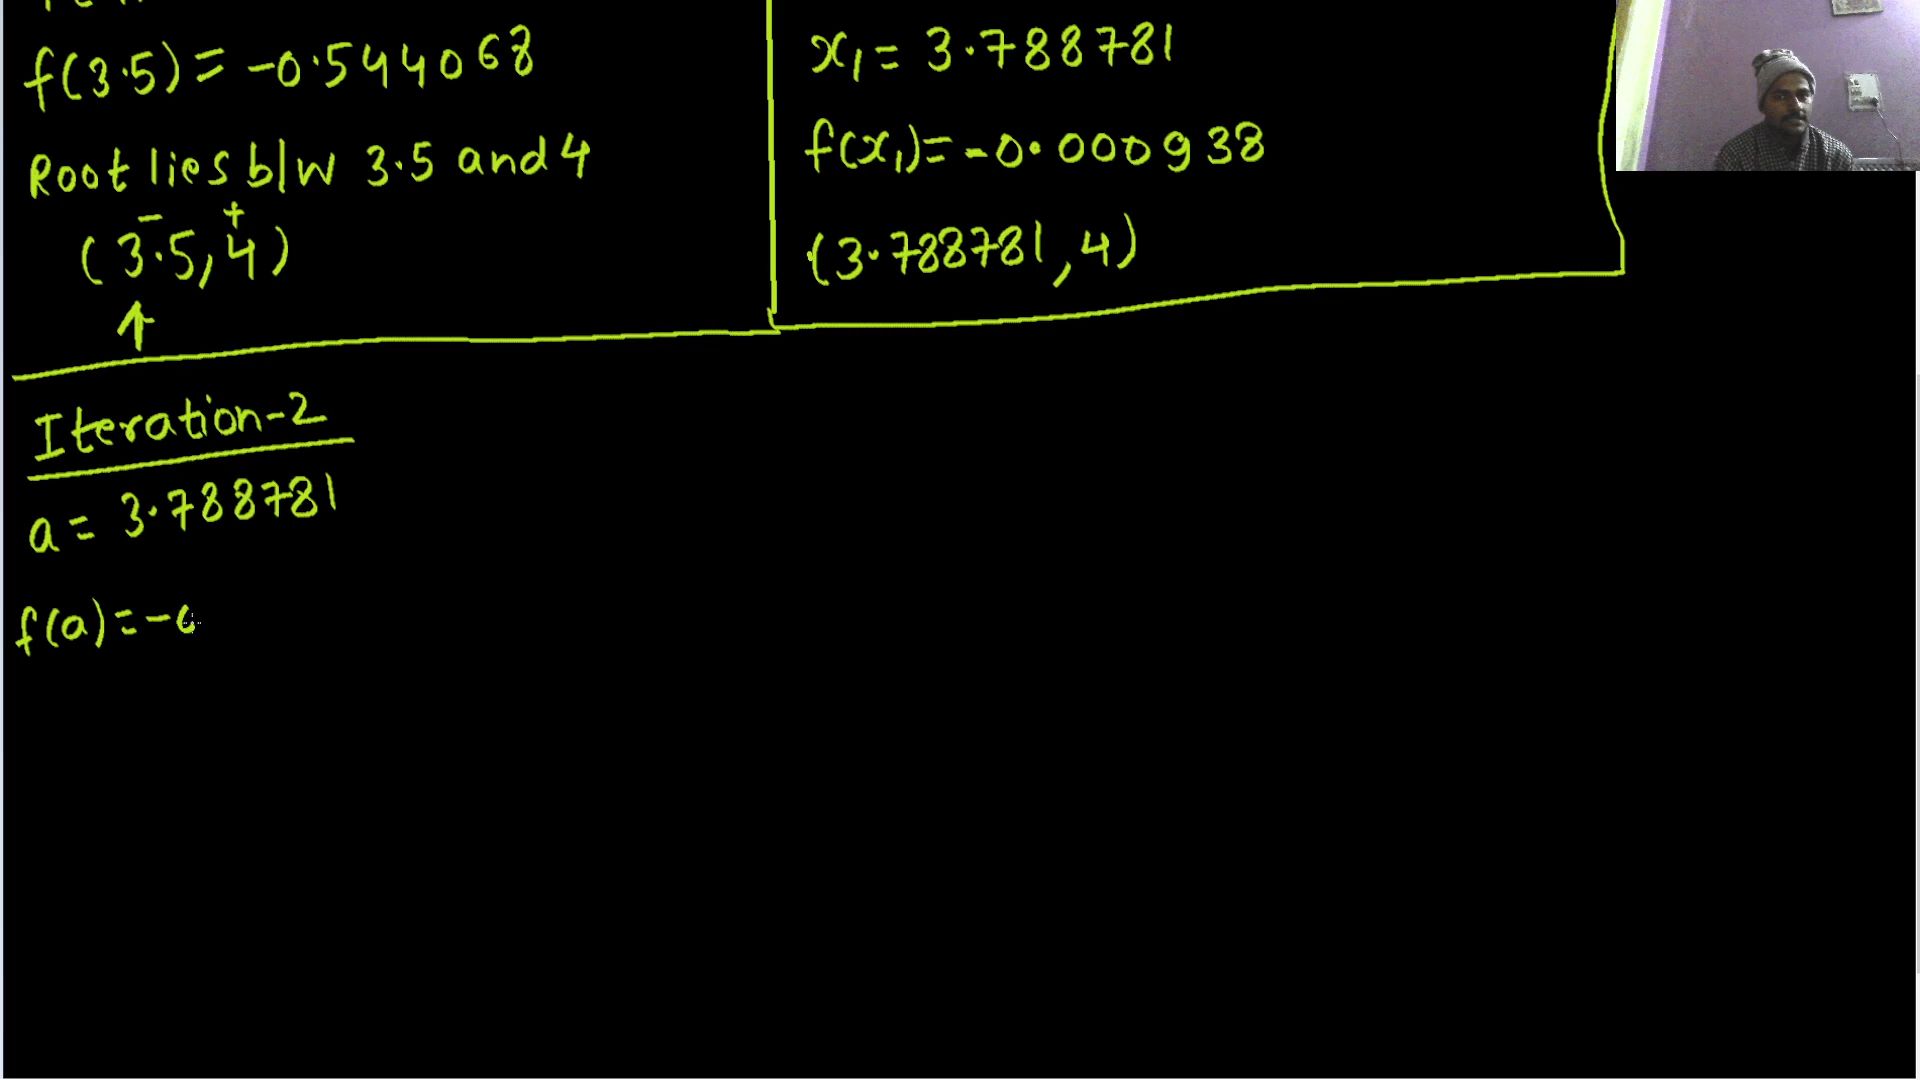 f(3.5) = -0.544068
Root lies b/w 3.5 and 4
- +
(3.5, 4)
x₁ = 3.788781
f(x₁) = -0.000938
(3.788781, 4)
Iteration-2
a = 3.788781
f(a) = -0